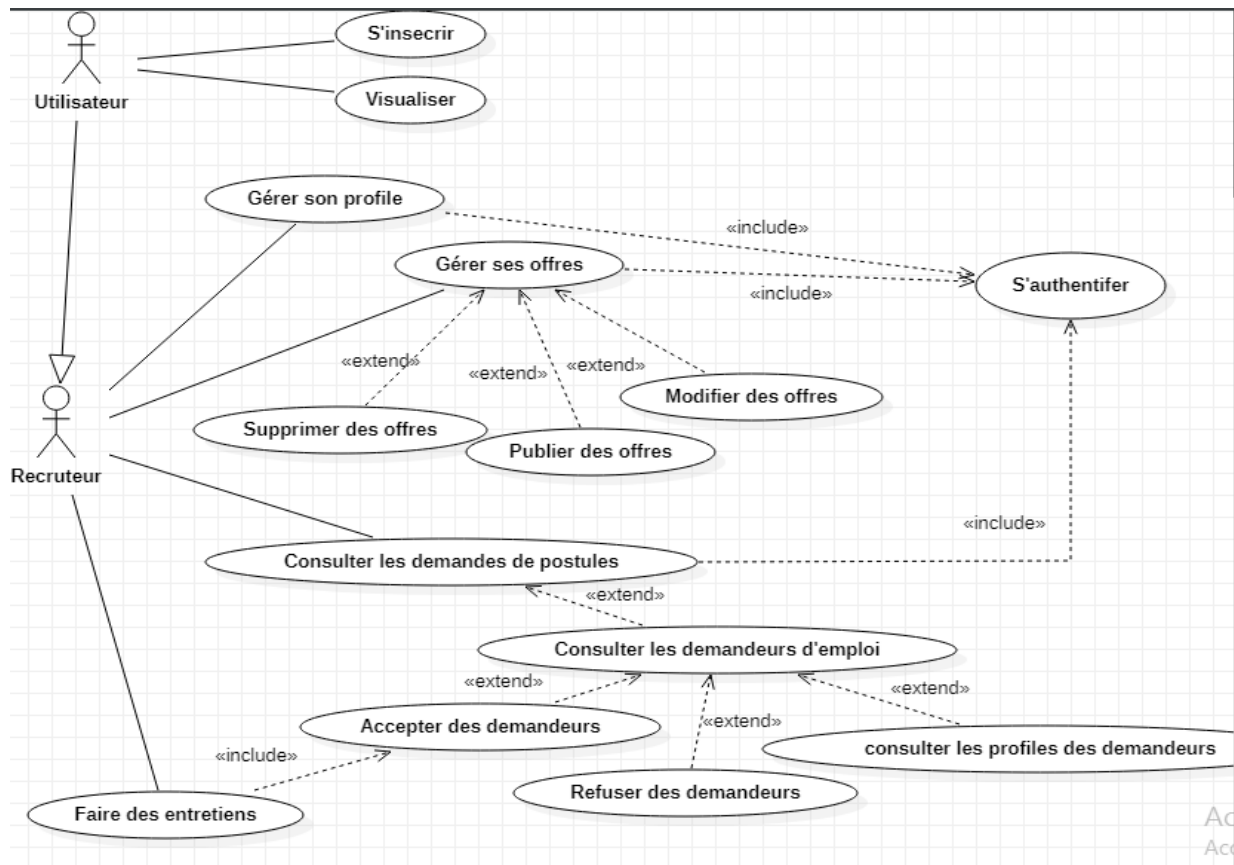 S'insecrir
Utilisateur
Visualiser
Gérer son profile
«include»
Gérer ses offres
«include»
S'authentifer
«extend»
«extend»
«extend»
Modifier des offres
Supprimer des offres
Publier des offres
Recruteur
«include»
Consulter les demandes de postules
«extend»
Consulter les demandeurs d'emploi
«extend»
«extend»
«extend»
Accepter des demandeurs
consulter les profiles des demandeurs
«include»
Refuser des demandeurs
Faire des entretiens
Ac
Acc